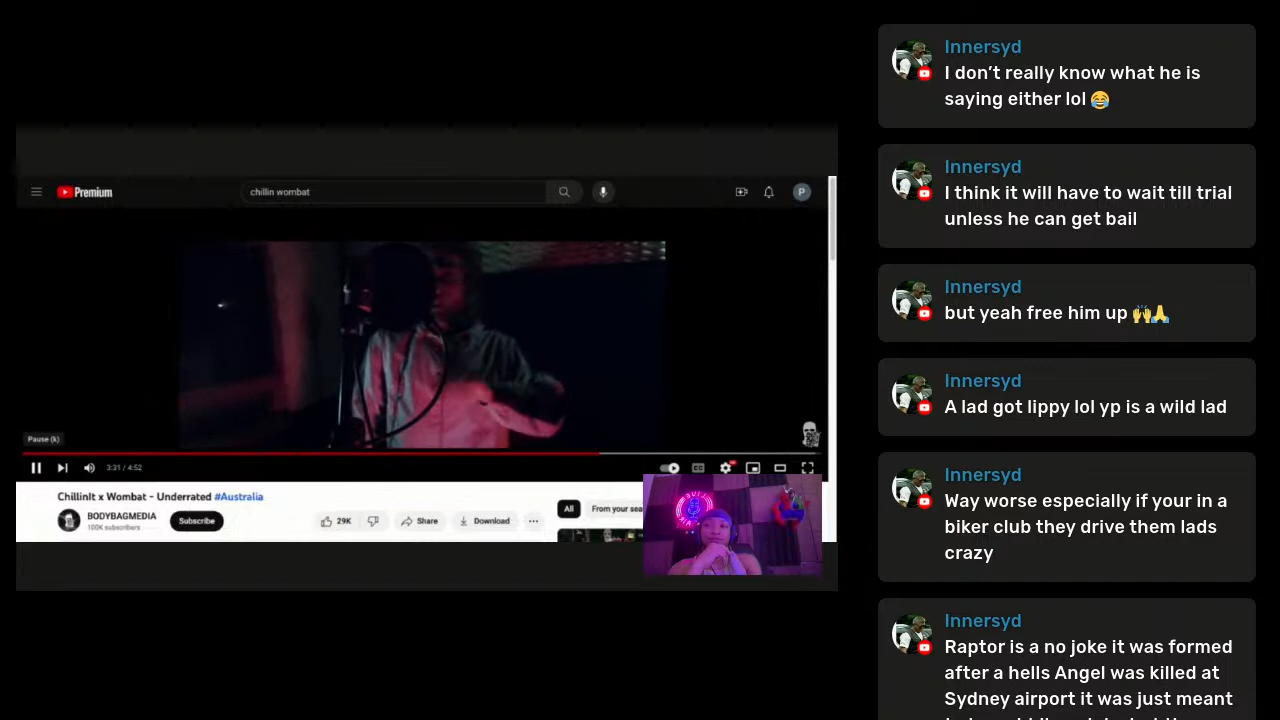 Premium
chillin wombat
P
Pause (k)
3:31 / 4:52
ChillinIt x Wombat - Underrated #Australia
BODYBAGMEDIA
100K subscribers
Subscribe
29K
Share
Download
All
From your sea
Innersyd
I don’t really know what he is
saying either lol 😂
Innersyd
I think it will have to wait till trial
unless he can get bail
Innersyd
but yeah free him up 🙌🙏
Innersyd
A lad got lippy lol yp is a wild lad
Innersyd
Way worse especially if your in a
biker club they drive them lads
crazy
Innersyd
Raptor is a no joke it was formed
after a hells Angel was killed at
Sydney airport it was just meant